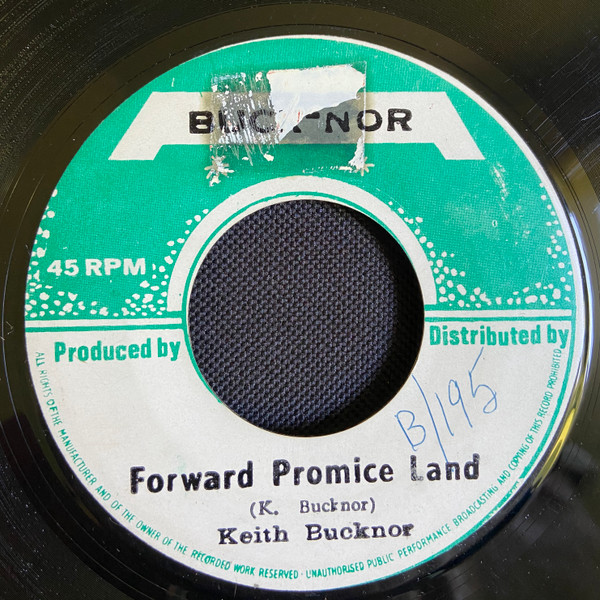 BUCK-NOR
45 RPM
Produced by
Distributed by
B/195
Forward Promice Land
(K. Bucknor)
Keith Bucknor
ALL RIGHTS OF THE MANUFACTURER AND OF THE OWNER OF THE RECORDED WORK RESERVED · UNAUTHORISED PUBLIC PERFORMANCE BROADCASTING AND COPYING OF THIS RECORD PROHIBITED